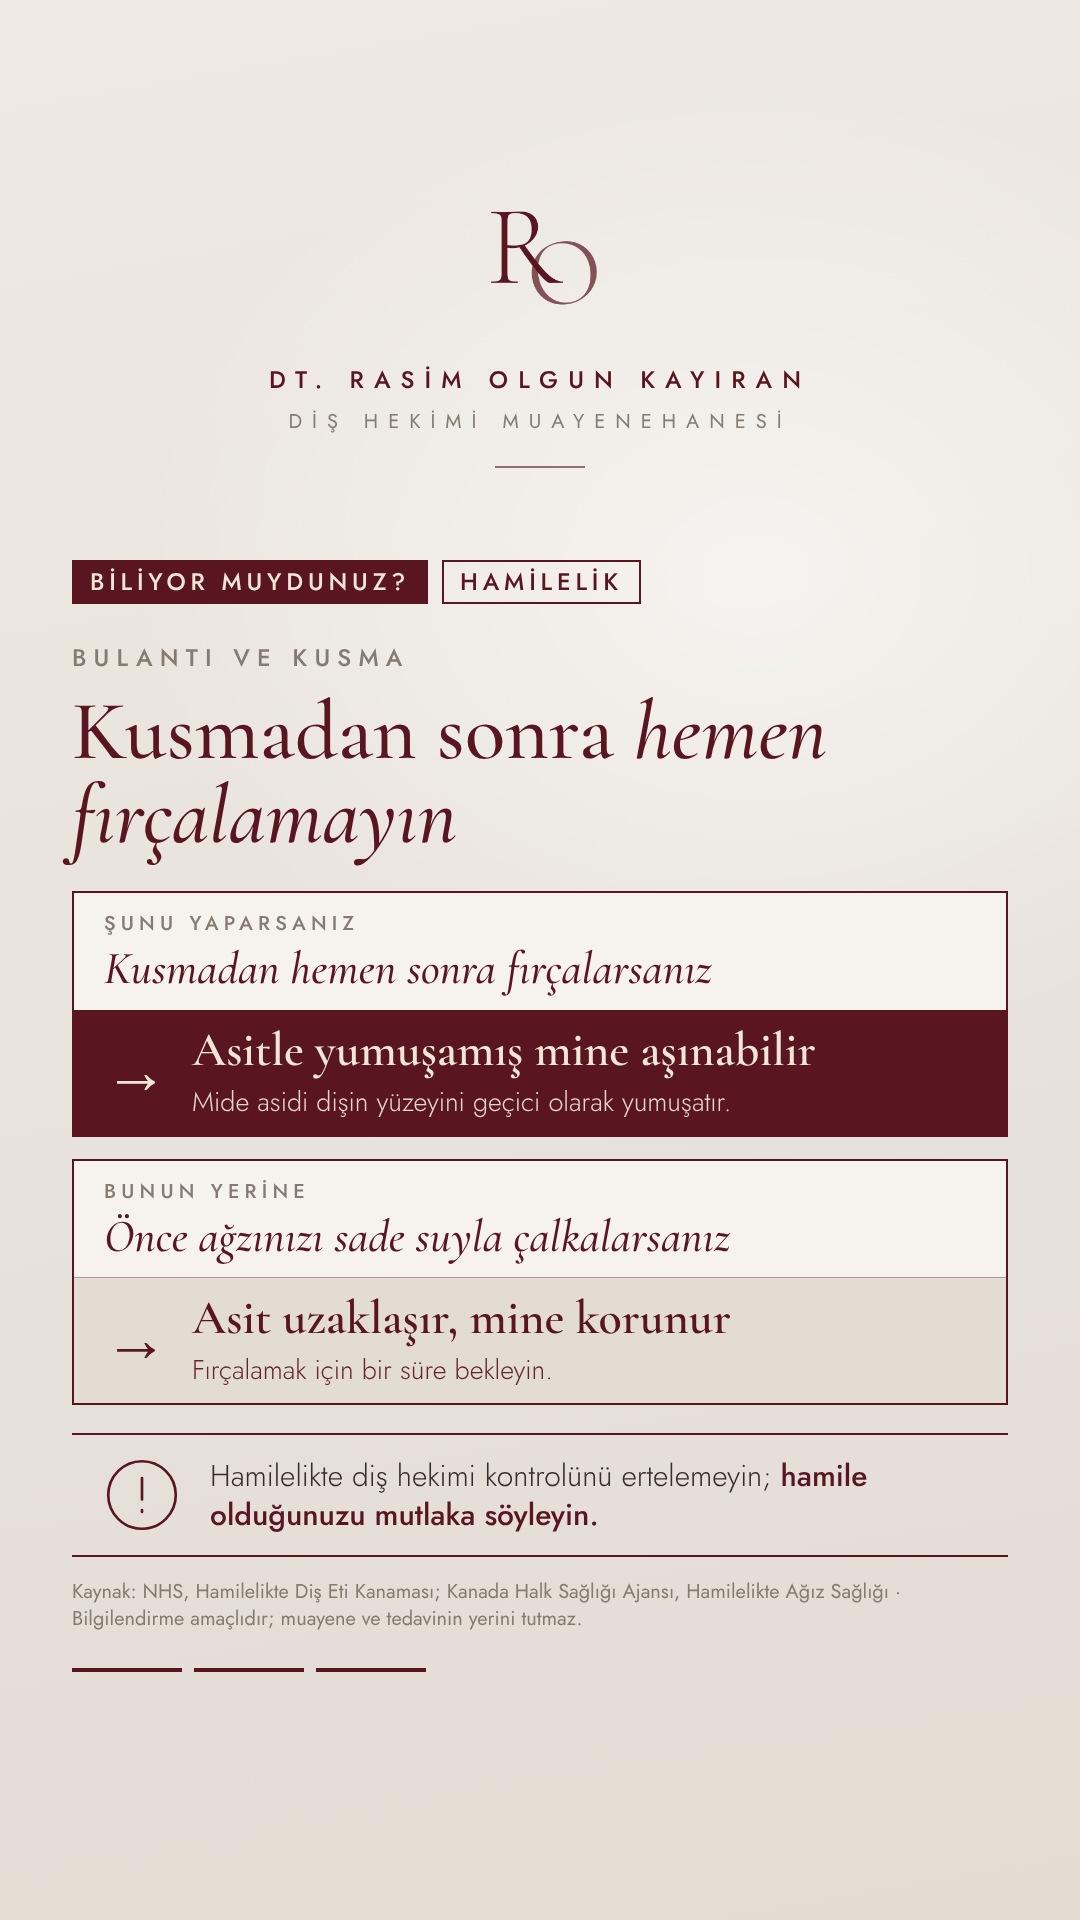 RO
DT. RASİM OLGUN KAYIRAN
DİŞ HEKİMİ MUAYENEHANESİ
BİLİYOR MUYDUNUZ? HAMİLELİK
BULANTI VE KUSMA
Kusmadan sonra hemen
fırçalamayın
ŞUNU YAPARSANIZ
Kusmadan hemen sonra fırçalarsanız
→ Asitle yumuşamış mine aşınabilir
Mide asidi dişin yüzeyini geçici olarak yumuşatır.
BUNUN YERİNE
Önce ağzınızı sade suyla çalkalarsanız
→ Asit uzaklaşır, mine korunur
Fırçalamak için bir süre bekleyin.
! Hamilelikte diş hekimi kontrolünü ertelemeyin; hamile
olduğunuzu mutlaka söyleyin.
Kaynak: NHS, Hamilelikte Diş Eti Kanaması; Kanada Halk Sağlığı Ajansı, Hamilelikte Ağız Sağlığı ·
Bilgilendirme amaçlıdır; muayene ve tedavinin yerini tutmaz.